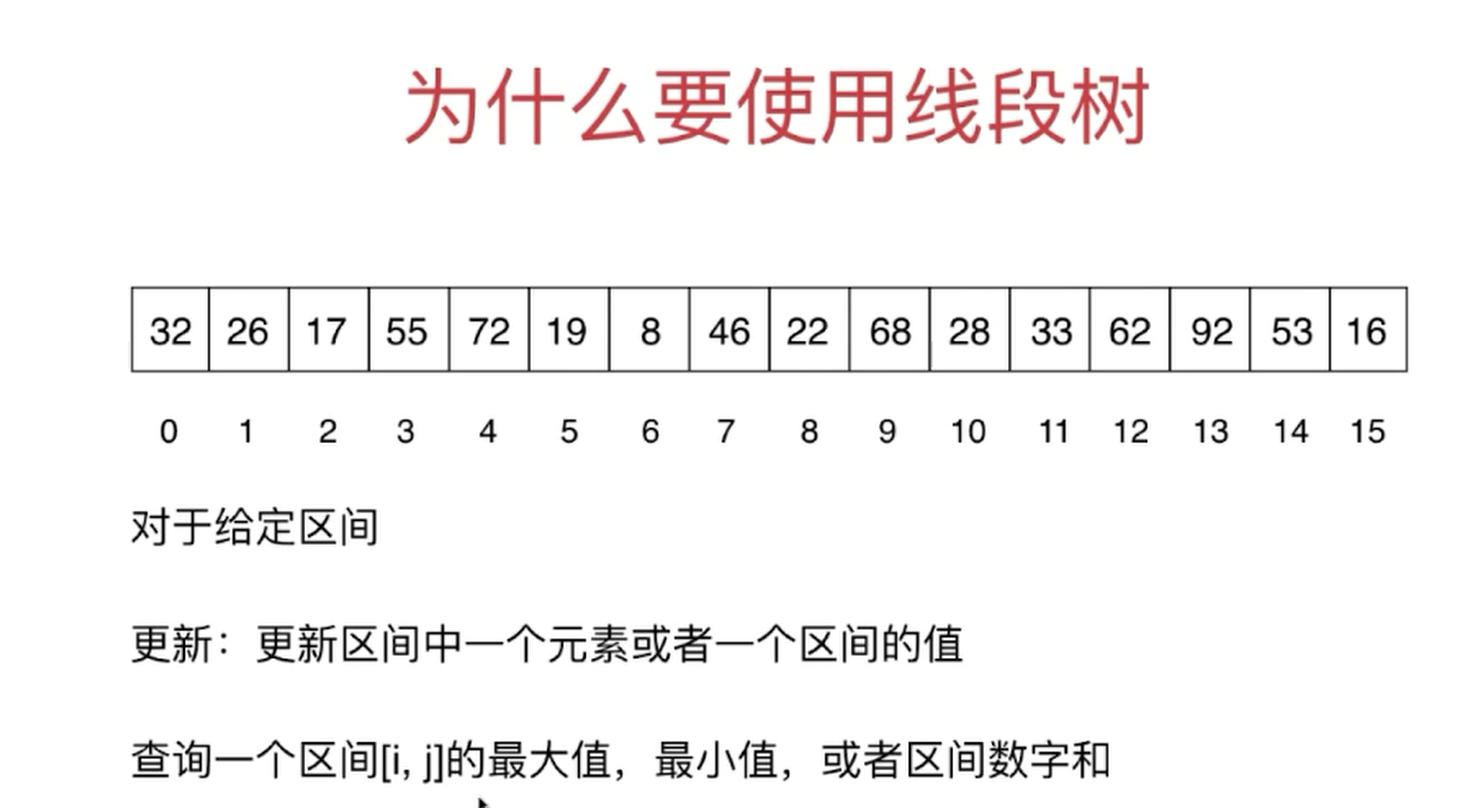 为什么要使用线段树
32 26 17 55 72 19 8 46 22 68 28 33 62 92 53 16
0 1 2 3 4 5 6 7 8 9 10 11 12 13 14 15
对于给定区间
更新：更新区间中一个元素或者一个区间的值
查询一个区间[i, j]的最大值，最小值，或者区间数字和